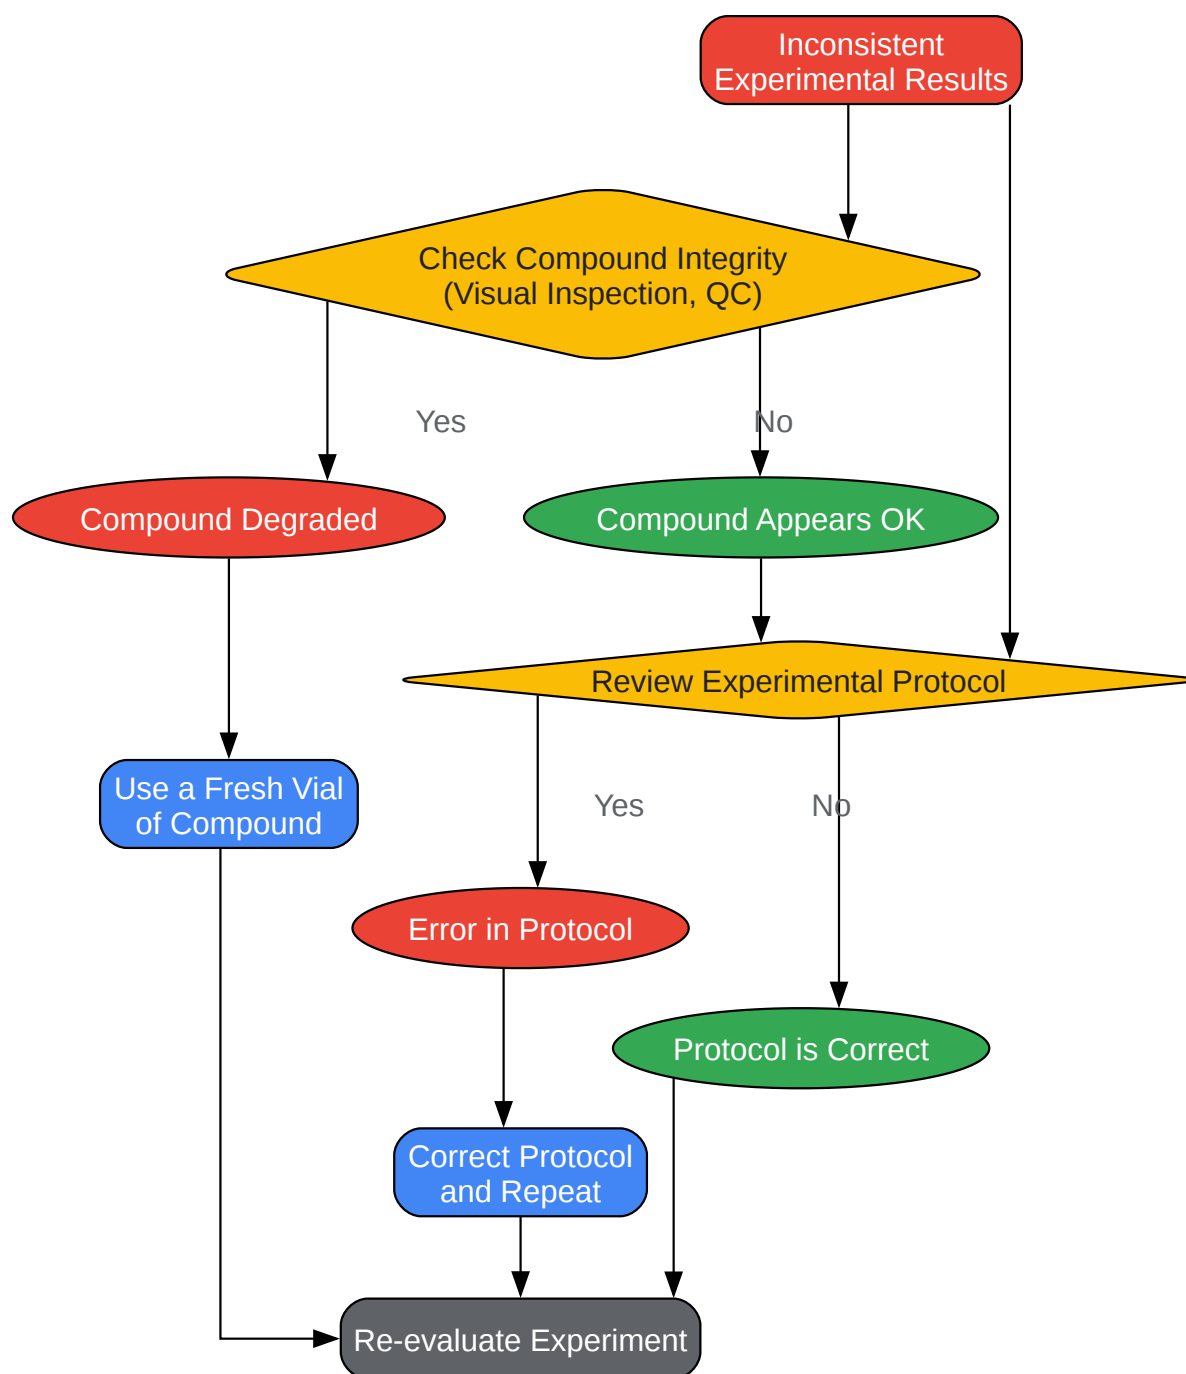 Inconsistent
Experimental Results
Check Compound Integrity
(Visual Inspection, QC)
Yes
No
Compound Degraded
Compound Appears OK
Review Experimental Protocol
Use a Fresh Vial
of Compound
Yes
No
Error in Protocol
Protocol is Correct
Correct Protocol
and Repeat
Re-evaluate Experiment